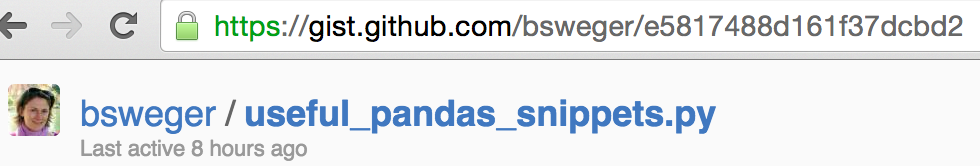 https://gist.github.com/bsweger/e5817488d161f37dcbd2
bsweger / useful_pandas_snippets.py
Last active 8 hours ago